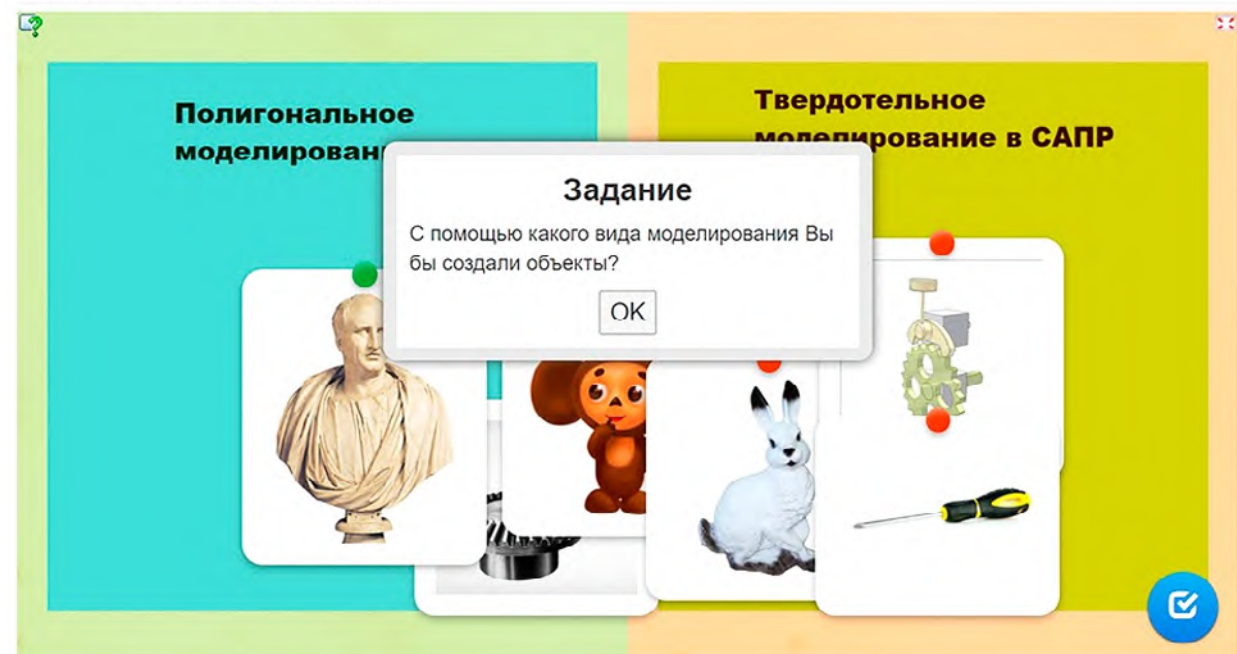 Полигональное
моделирован
Твердотельное
моделирование в САПР
Задание
С помощью какого вида моделирования Вы
бы создали объекты?
OK